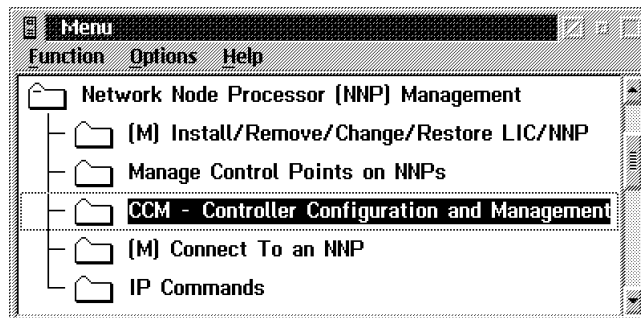 Menu
Function Options Help
Network Node Processor (NNP) Management
(M) Install/Remove/Change/Restore LIC/NNP
Manage Control Points on NNPs
CCM - Controller Configuration and Management
(M) Connect To an NNP
IP Commands